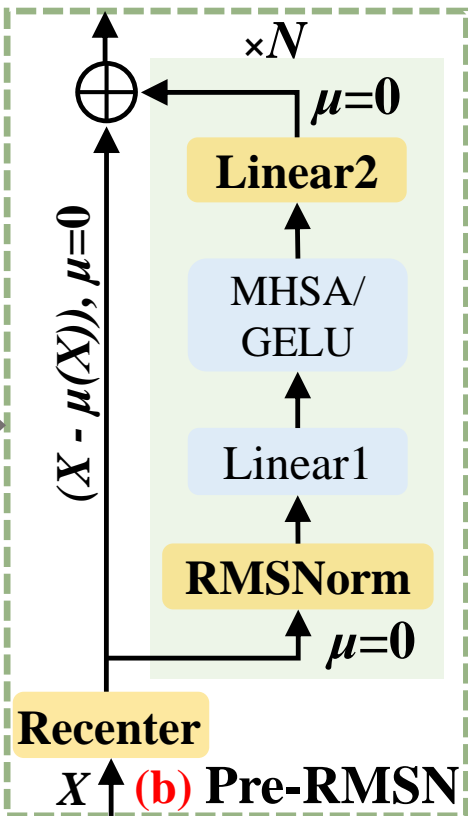 ×N
μ=0
Linear2
(X - μ(X)), μ=0
MHSA/
GELU
Linear1
RMSNorm
μ=0
Recenter
X
(b) Pre-RMSN